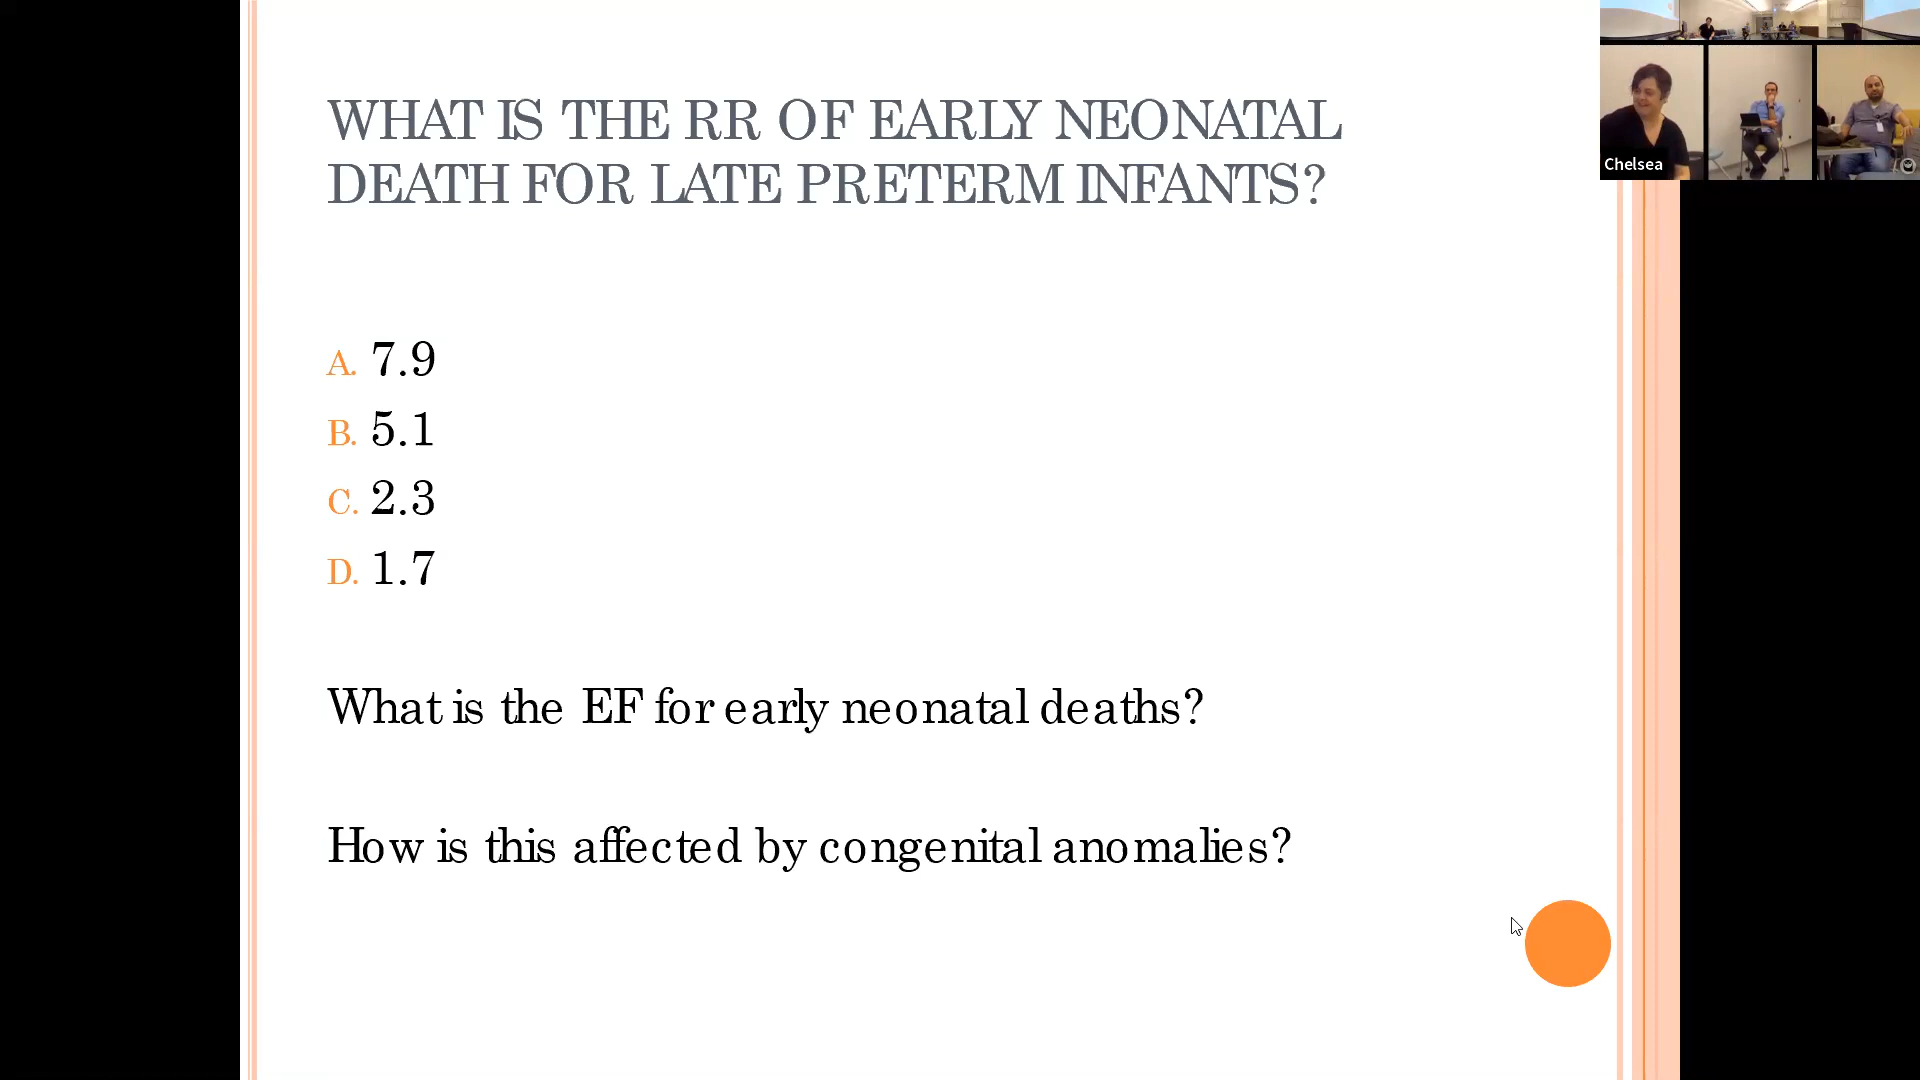 WHAT IS THE RR OF EARLY NEONATAL
DEATH FOR LATE PRETERM INFANTS?
A. 7.9
B. 5.1
C. 2.3
D. 1.7
What is the EF for early neonatal deaths?
How is this affected by congenital anomalies?
Chelsea